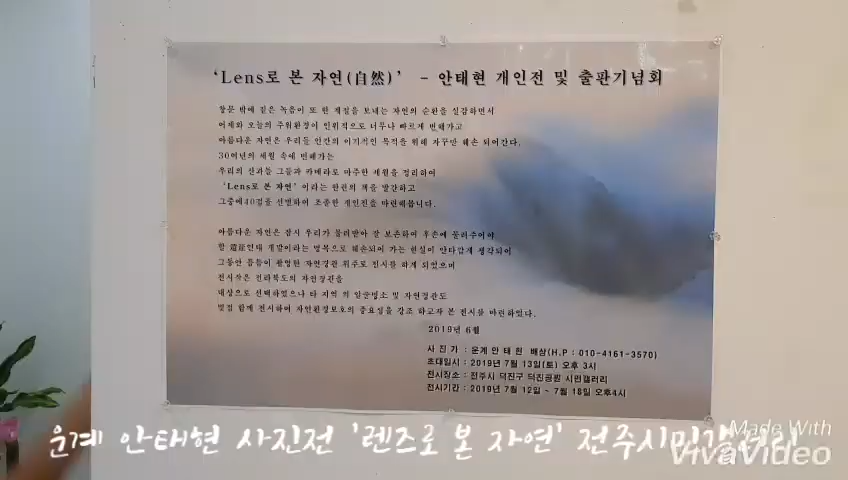 ‘Lens로 본 자연(自然)’ - 안태현 개인전 및 출판기념회
창문 밖에 짙은 녹음이 또 한 계절을 보내는 자연의 순환을 실감하면서
어제와 오늘의 주위환경이 인위적으로 너무나 빠르게 변해가고
아름다운 자연은 우리들 인간의 이기적인 목적을 위해 자꾸만 훼손 되어간다.
30여년의 세월 속에 변해가는
우리의 산과들 그들과 카메라로 마주한 세월을 정리하여
‘Lens로 본 자연’ 이라는 한권의 책을 발간하고
그중에40점을 선별하여 조촐한 개인전을 마련해봅니다.
아름다운 자연은 잠시 우리가 물려받아 잘 보존하여 후손에 물려주어야
할 遺産인데 개발이라는 명목으로 훼손되어 가는 현실이 안타깝게 생각되어
그동안 틈틈이 촬영한 자연경관 위주로 전시를 하게 되었으며
전시작은 전라북도의 자연경관을
대상으로 선택하였으나 타 지역 의 일출명소 및 자연경관도
몇점 함께 전시하여 자연환경보호의 중요성을 강조 하고자 본 전시를 마련하였다.
2019년 6월
사 진 가 : 운계 안 태 현 배상(H.P : 010-4161-3570)
초대일시 : 2019년 7월 13일(토) 오후 3시
전시장소 : 전주시 덕진구 덕진공원 시민갤러리
전시기간 : 2019년 7월 12일 ~ 7월 18일 오후4시
운계 안태현 사진전 '렌즈로 본 자연' 전주시민갤러리
Made With
VivaVideo